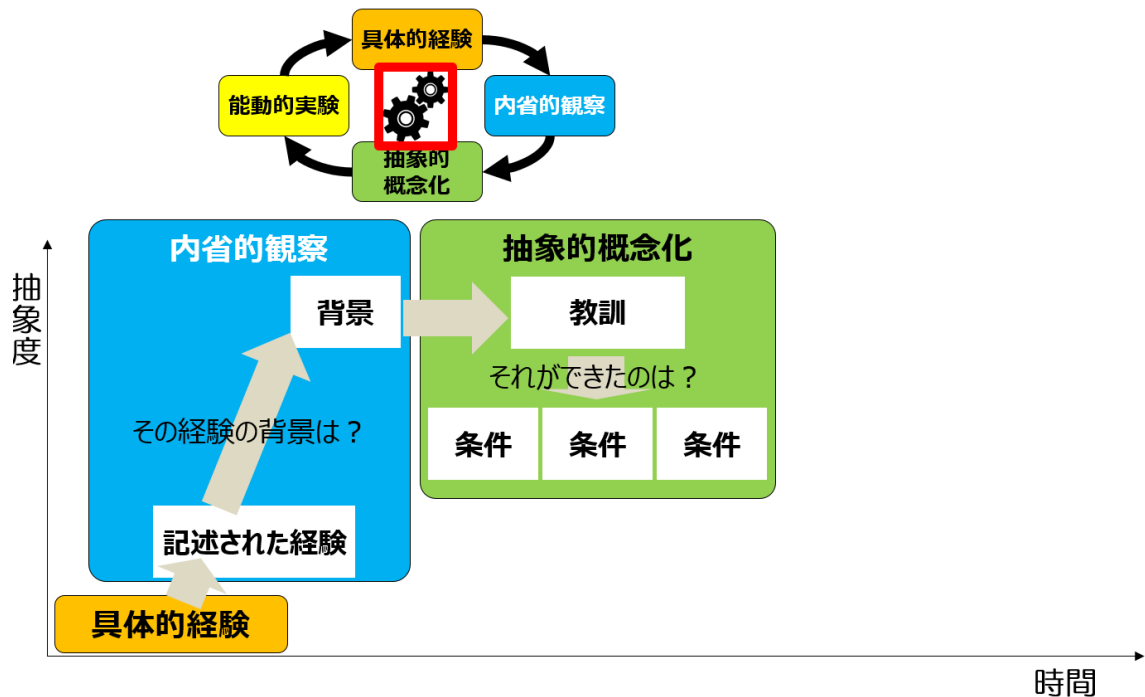 具体的経験
能動的実験
内省的観察
抽象的
概念化
抽象度
内省的観察
背景
その経験の背景は？
記述された経験
具体的経験
抽象的概念化
教訓
それができたのは？
条件
条件
条件
時間